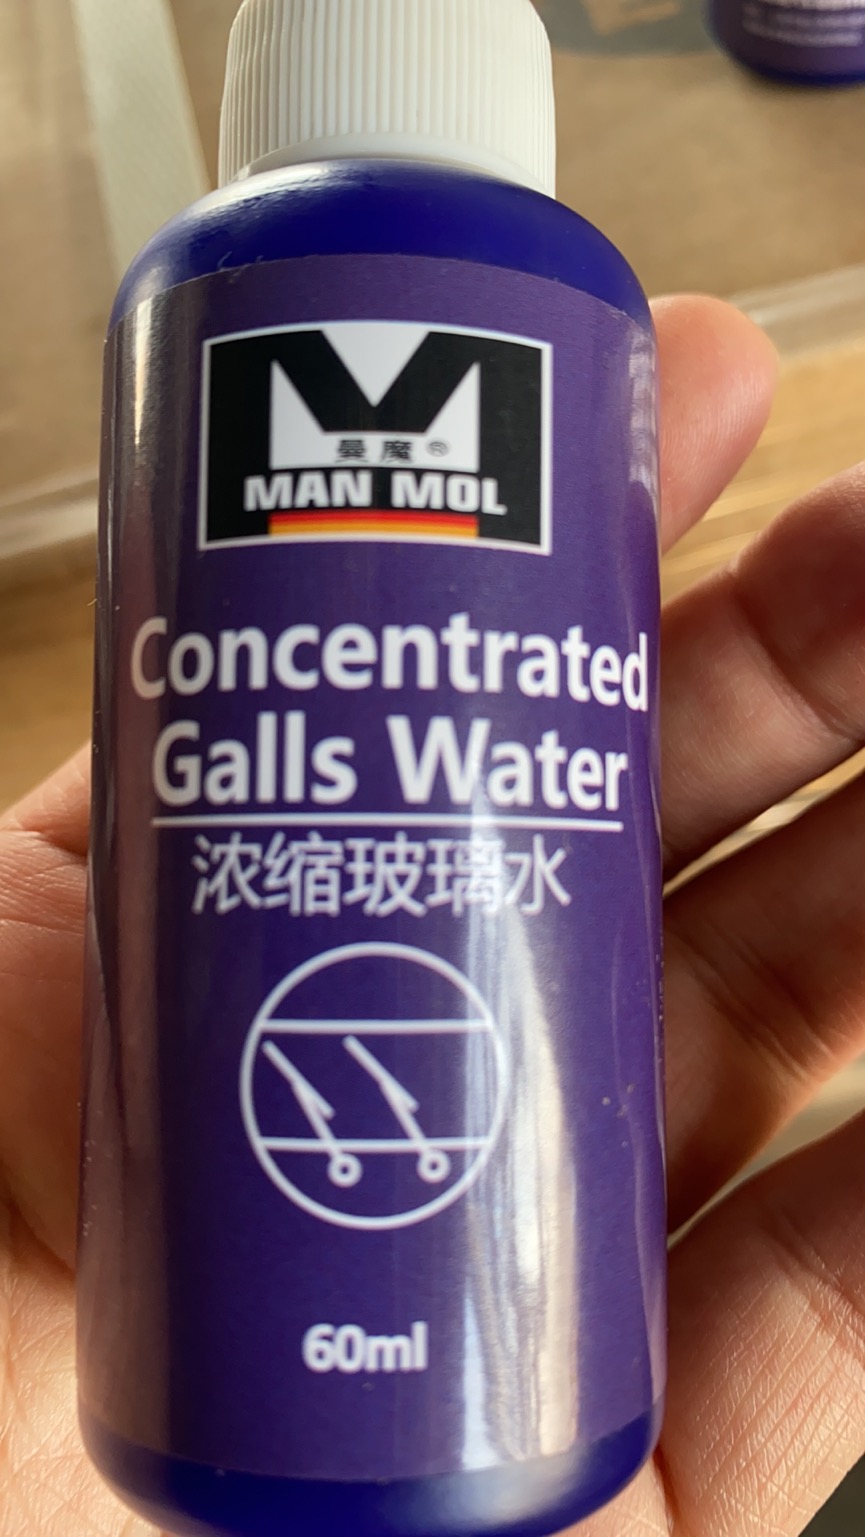 曼魔®
MAN MOL
Concentrated
Galls Water
浓缩玻璃水
60ml